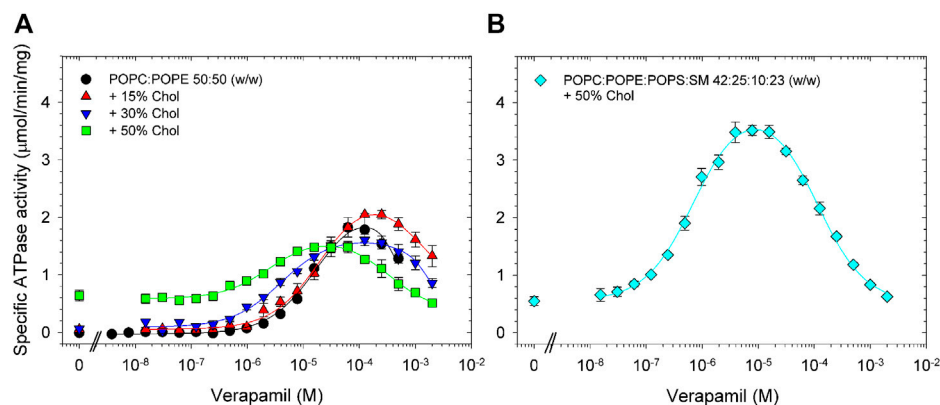 A
Specific ATPase activity (μmol/min/mg)
4
3
2
1
0
POPC:POPE 50:50 (w/w)
+ 15% Chol
+ 30% Chol
+ 50% Chol
0 10-8 10-7 10-6 10-5 10-4 10-3 10-2
Verapamil (M)
B
4
3
2
1
0
POPC:POPE:POPS:SM 42:25:10:23 (w/w)
+ 50% Chol
0 10-8 10-7 10-6 10-5 10-4 10-3 10-2
Verapamil (M)